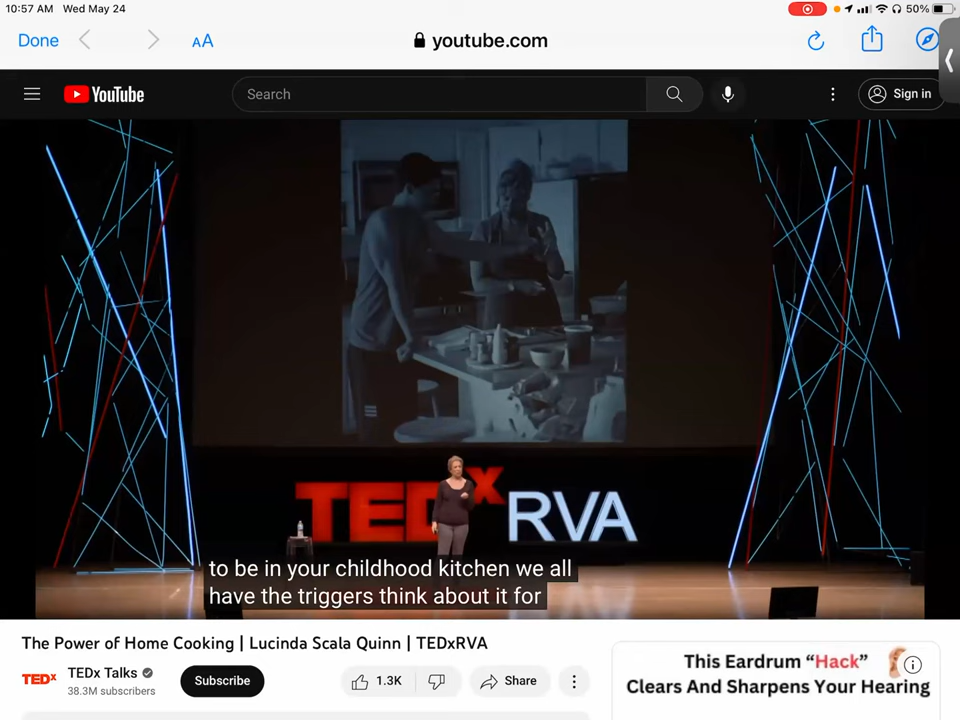 10:57 AM Wed May 24
50%
Done
AA
youtube.com
YouTube
Search
Sign in
TEDx RVA
to be in your childhood kitchen we all
have the triggers think about it for
The Power of Home Cooking | Lucinda Scala Quinn | TEDxRVA
TEDx
TEDx Talks
38.3M subscribers
Subscribe
1.3K
Share
This Eardrum “Hack”
Clears And Sharpens Your Hearing